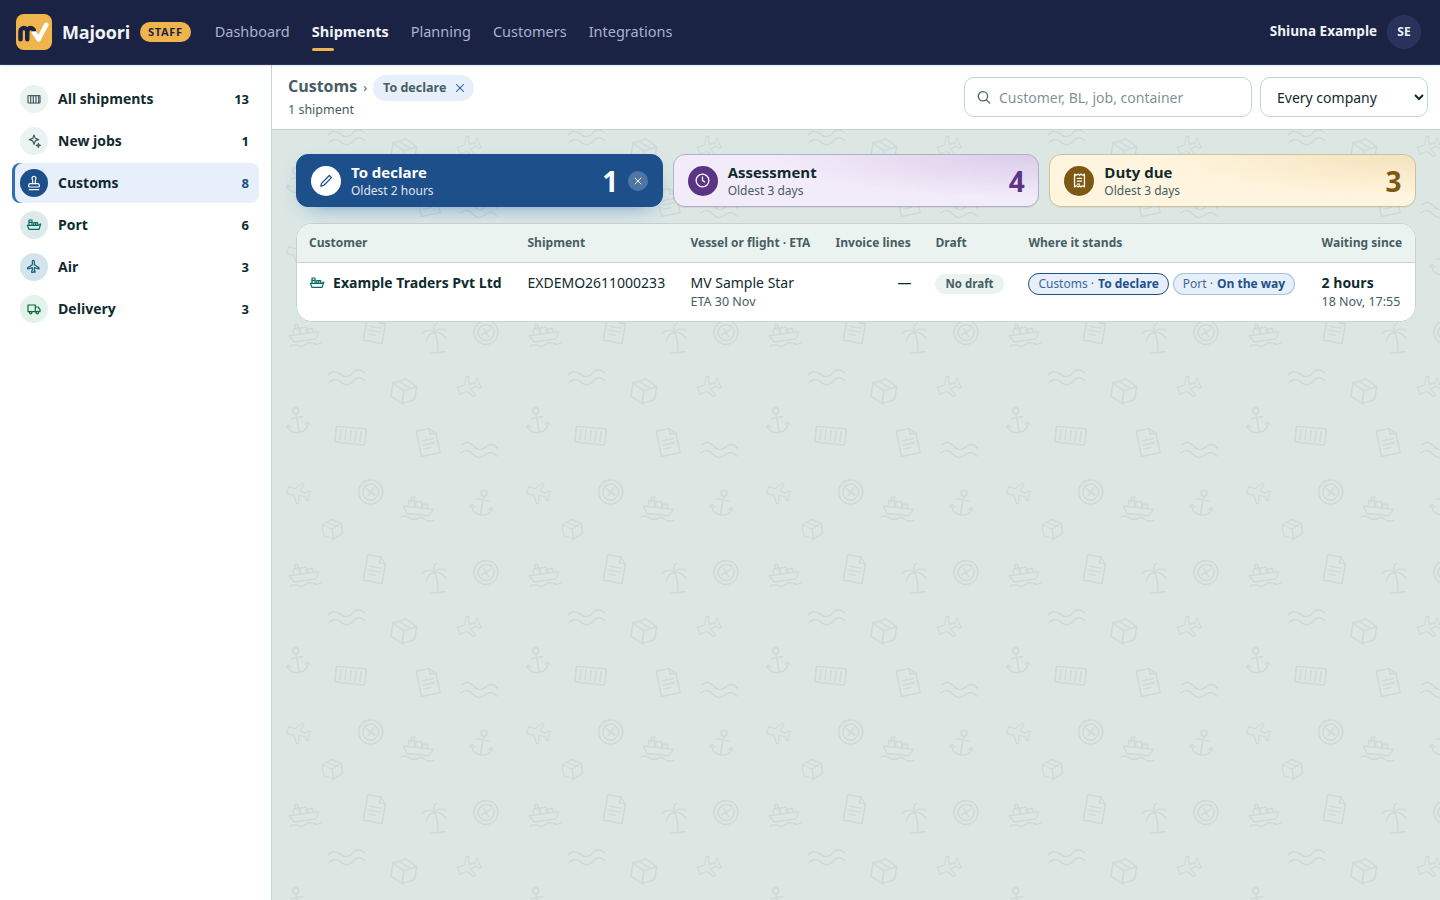 Majoori STAFF Dashboard Shipments Planning Customers Integrations Shiuna Example SE
All shipments 13
New jobs 1
Customs 8
Port 6
Air 3
Delivery 3
Customs › To declare ×
1 shipment
Customer, BL, job, container
Every company
To declare
Oldest 2 hours
1
Assessment
Oldest 3 days
4
Duty due
Oldest 3 days
3
Customer Shipment Vessel or flight · ETA Invoice lines Draft Where it stands Waiting since
Example Traders Pvt Ltd EXDEMO2611000233 MV Sample Star — No draft Customs · To declare Port · On the way 2 hours
ETA 30 Nov 18 Nov, 17:55